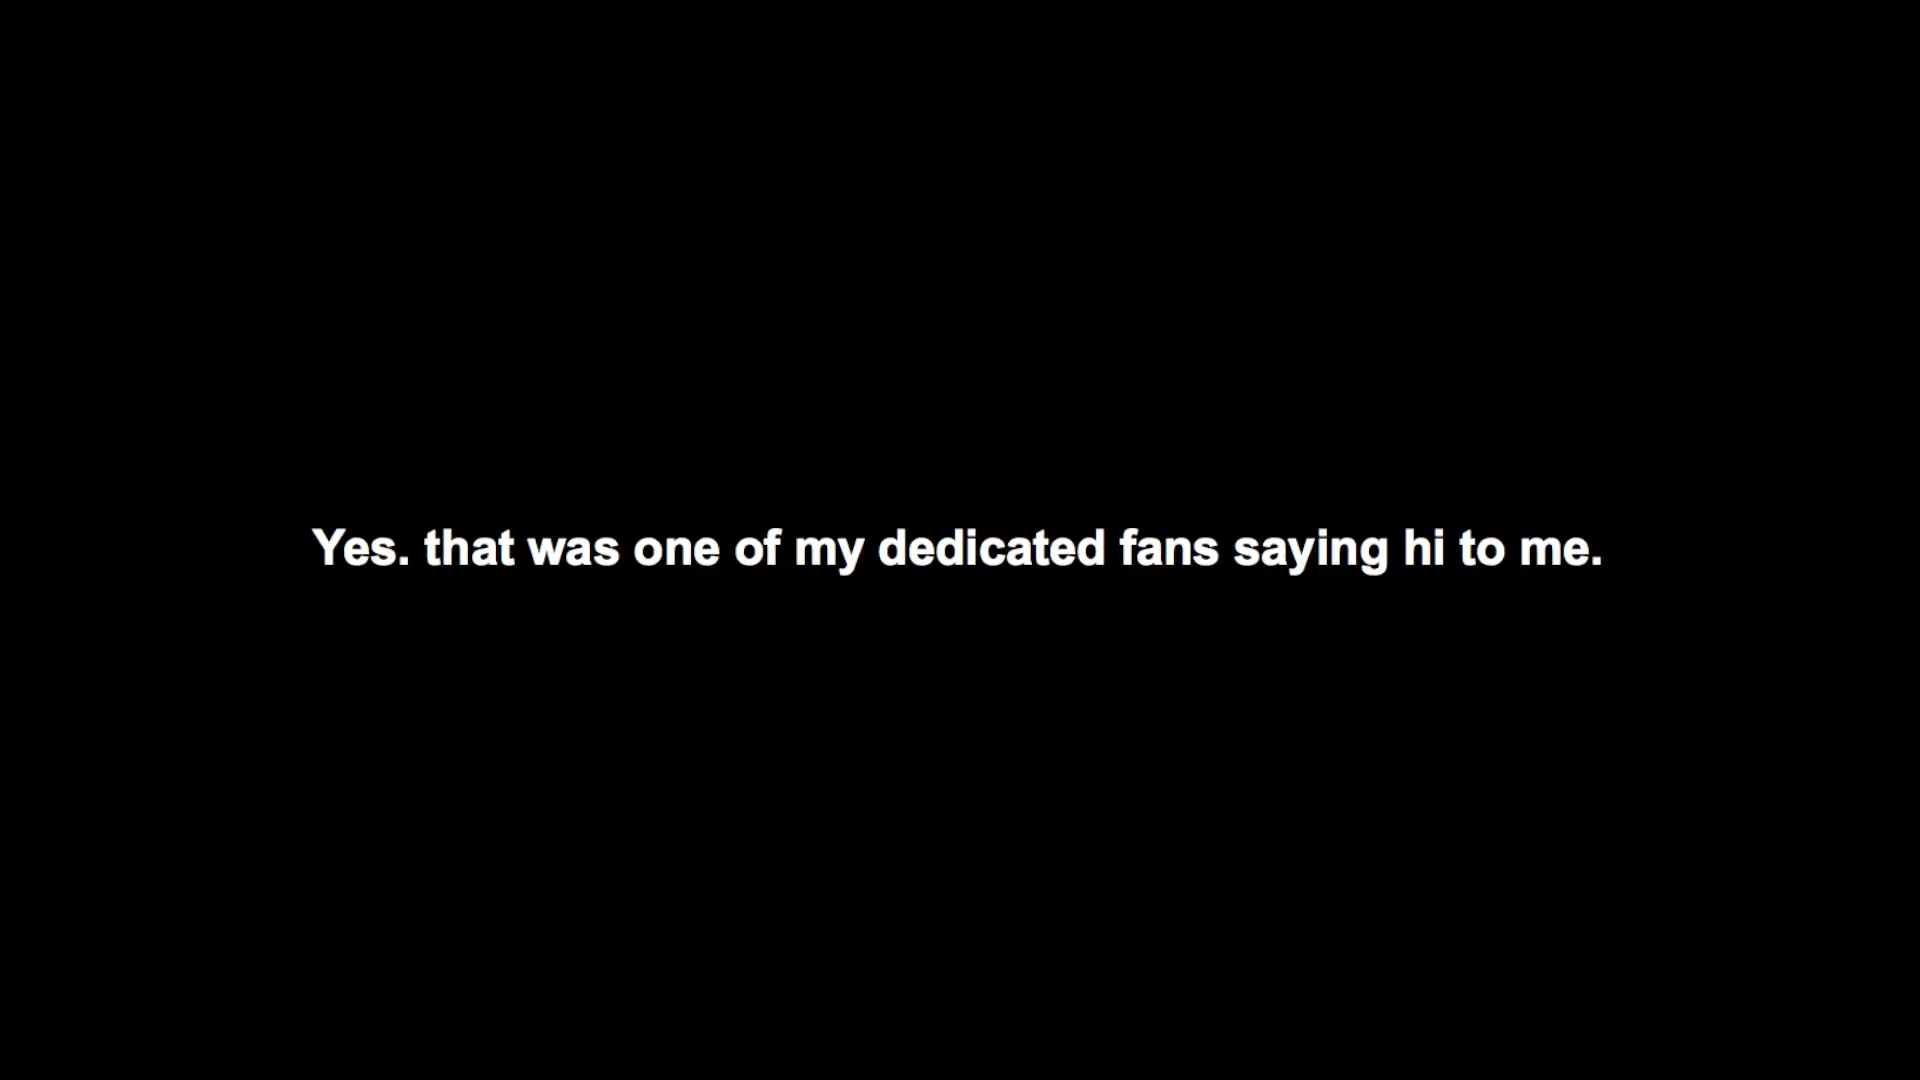 Yes. that was one of my dedicated fans saying hi to me.